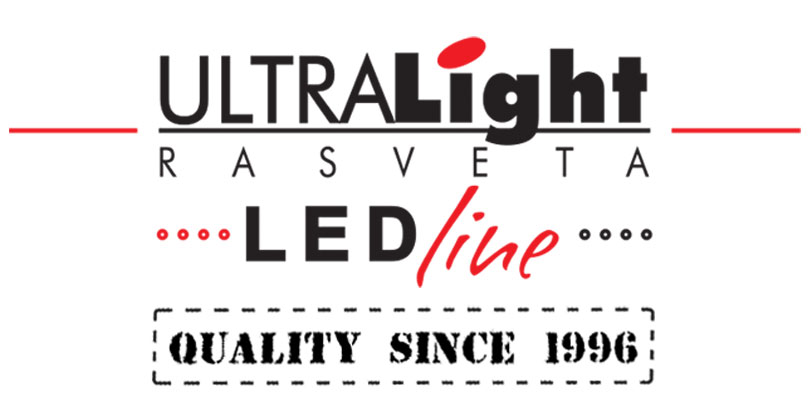 ULTRALight
RASVETA
LEDline
QUALITY SINCE 1996